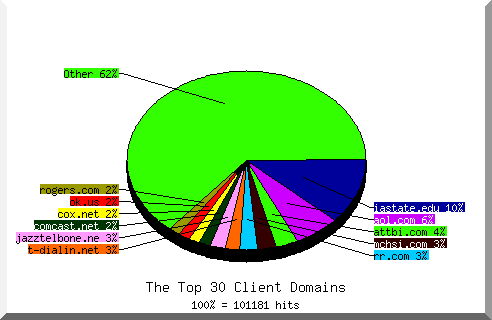 Other 62%
rogers.com 2%
ok.us 2%
cox.net 2%
comcast.net 2%
jazztelbone.ne 3%
t-dialin.net 3%
iastate.edu 10%
aol.com 6%
attbi.com 4%
mchsi.com 3%
rr.com 3%
The Top 30 Client Domains
100% = 101181 hits